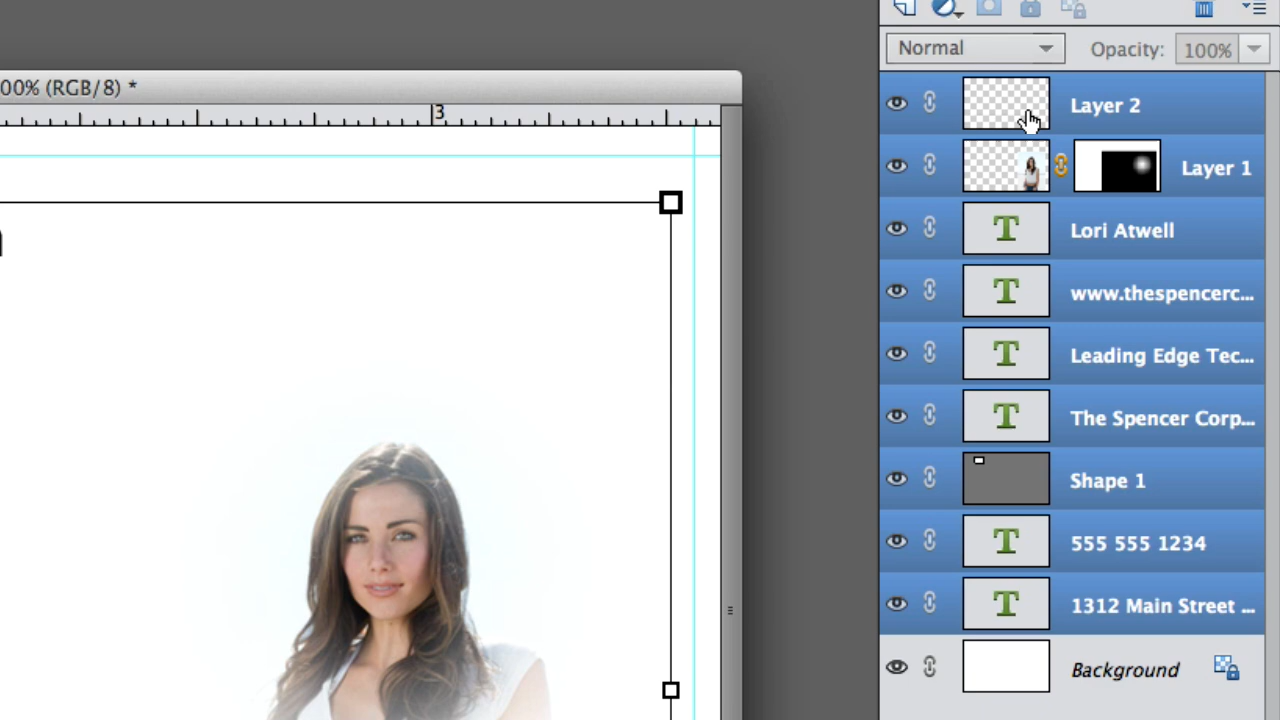 Normal
Opacity: 100%
00% (RGB/8) *
3
Layer 2
Layer 1
T Lori Atwell
T www.thespencerc...
T Leading Edge Tec...
T The Spencer Corp...
Shape 1
T 555 555 1234
T 1312 Main Street ...
Background